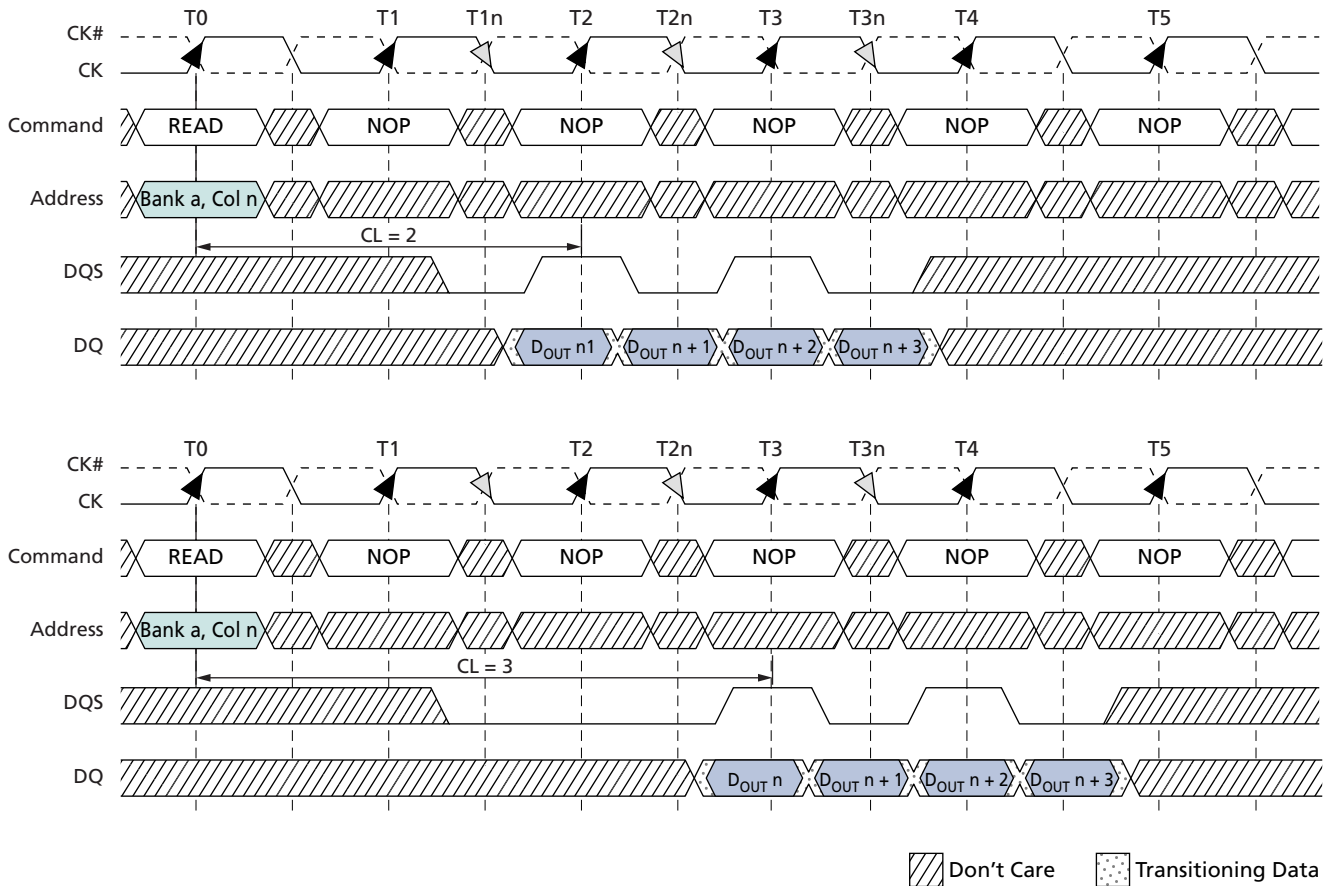 T0 T1 T1n T2 T2n T3 T3n T4 T5
CK#
CK
Command READ NOP NOP NOP NOP NOP
Address Bank a, Col n
CL = 2
DQS
DQ DOUT n1 DOUT n + 1 DOUT n + 2 DOUT n + 3
T0 T1 T2 T2n T3 T3n T4 T5
CK#
CK
Command READ NOP NOP NOP NOP NOP
Address Bank a, Col n
CL = 3
DQS
DQ DOUT n DOUT n + 1 DOUT n + 2 DOUT n + 3
Don't Care Transitioning Data